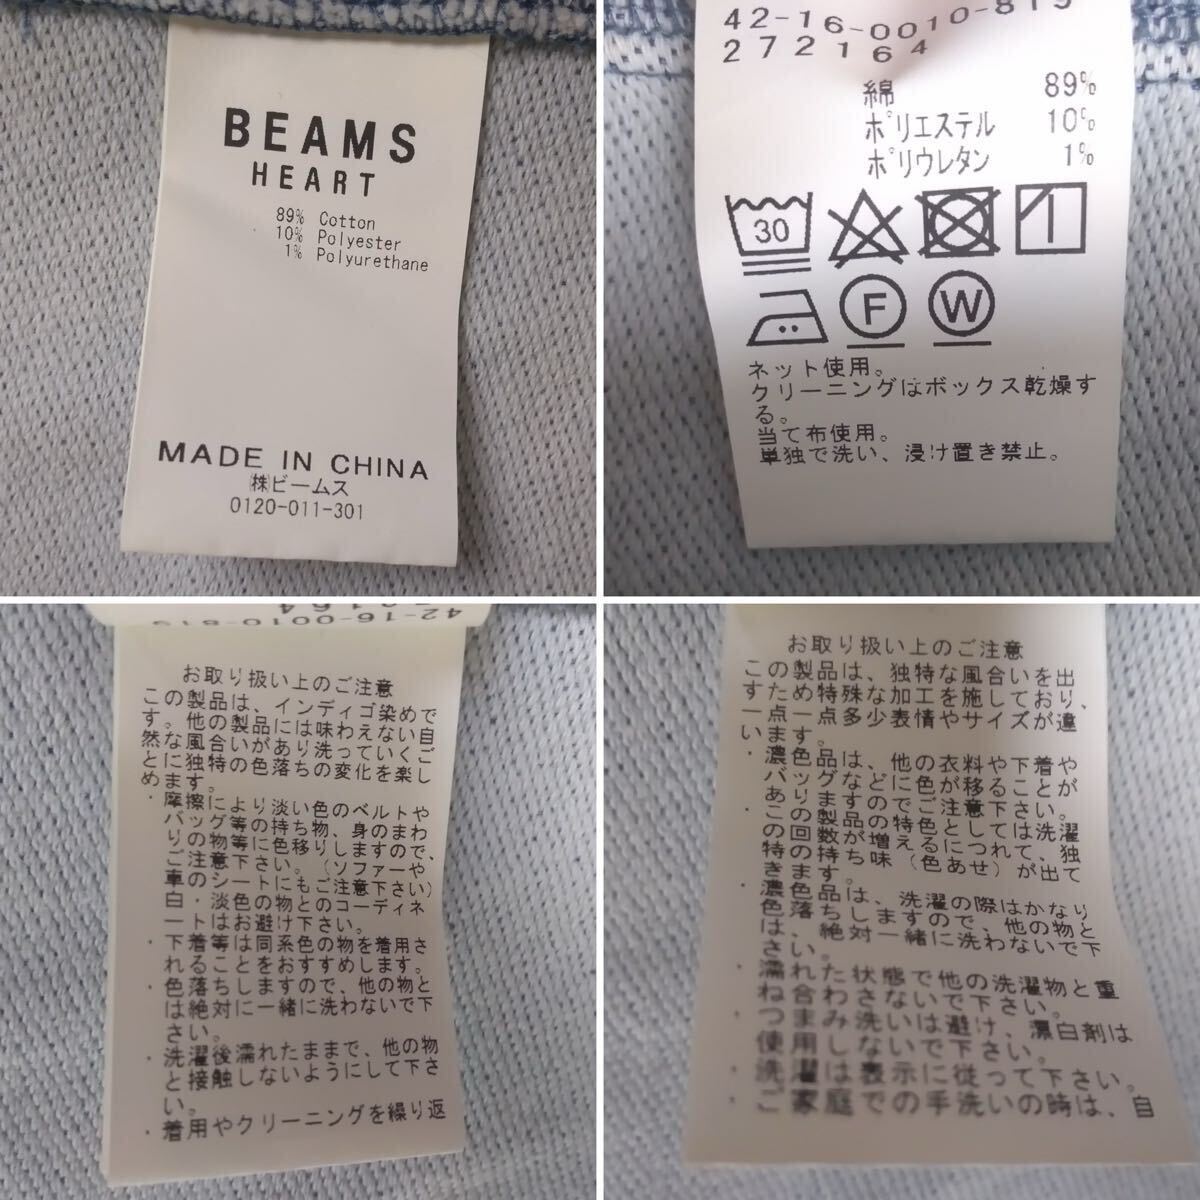 BEAMS
HEART
89% Cotton
10% Polyester
1% Polyurethane
MADE IN CHINA
㈱ビームス
0120-011-301
42-16-0010-819
272164
綿 89%
ポリエステル 10%
ポリウレタン 1%
30
F W
ネット使用。
クリーニングはボックス乾燥す
る。
当て布使用。
単独で洗い、浸け置き禁止。
42-16-0010-819
お取り扱い上のご注意
この製品は、インディゴ染めで
す。他の製品には味わえない自
然な風合いがあり洗っていくご
とに独特の色落ちの変化を楽し
めます。
・摩擦により淡い色のベルトや
バッグ等の持ち物、身のまわ
りの物等に色移りしますので、
ご注意下さい。（ソファーや
車のシートにもご注意下さい）
白・淡色の物とのコーディネ
ートはお避け下さい。
・下着等は同系色の物を着用さ
れることをおすすめします。
・色落ちしますので、他の物と
は絶対に一緒に洗わないで下
さい。
・洗濯後濡れたままで、他の物
と接触しないようにして下さ
い。
・着用やクリーニングを繰り返
お取り扱い上のご注意
この製品は、独特な風合いを出
すため特殊な加工を施しており、
一点一点多少表情やサイズが違
います。
・濃色品は、他の衣料や下着や
バッグなどに色が移ることが
ありますのでご注意下さい。
・この製品の特色としては洗濯
の回数が増えるにつれて、独
特の持ち味（色あせ）が出て
きます。
・濃色品は、洗濯の際はかなり
色落ちしますので、他の物と
は、絶対一緒に洗わないで下
さい。
・濡れた状態で他の洗濯物と重
ね合わさないで下さい。
・つまみ洗いは避け、漂白剤は
使用しないで下さい。
・洗濯は表示に従って下さい。
・ご家庭での手洗いの時は、自